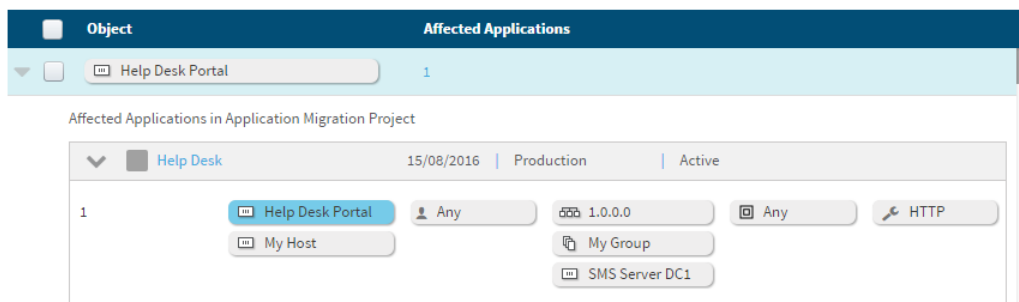 Object Affected Applications
Help Desk Portal 1
Affected Applications in Application Migration Project
Help Desk 15/08/2016 | Production | Active
1 Help Desk Portal Any 1.0.0.0 Any HTTP
My Host My Group
SMS Server DC1